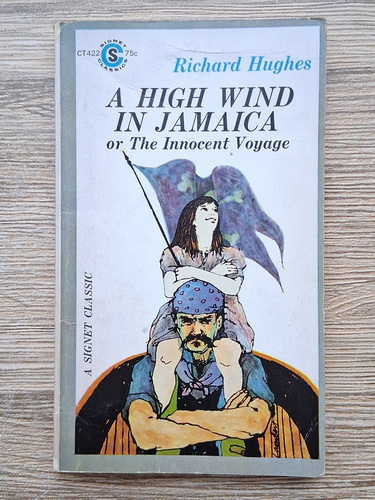 CT422
SIGNET
S
CLASSICS
75c
Richard Hughes
A HIGH WIND
IN JAMAICA
or The Innocent Voyage
A SIGNET CLASSIC